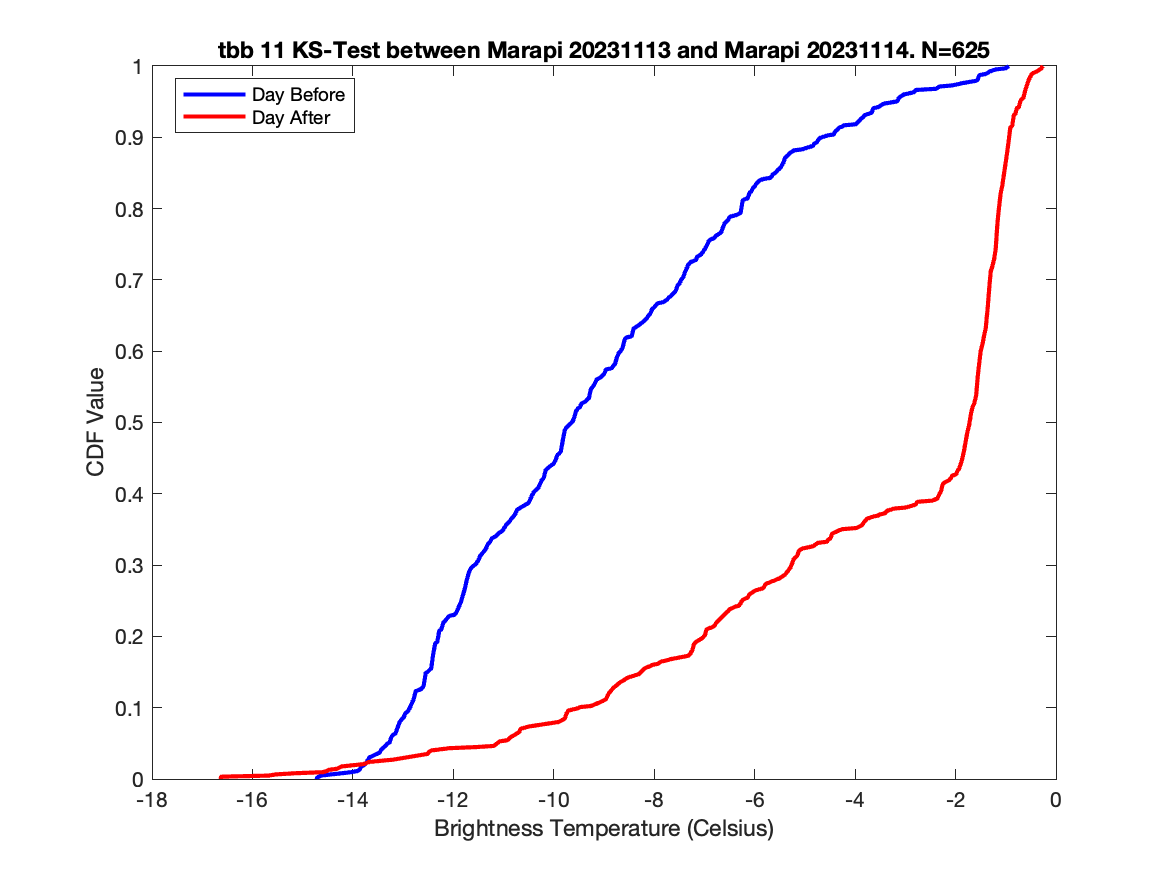 tbb 11 KS-Test between Marapi 20231113 and Marapi 20231114. N=625
Day Before
Day After
1
0.9
0.8
0.7
0.6
0.5
0.4
0.3
0.2
0.1
0
CDF Value
-18 -16 -14 -12 -10 -8 -6 -4 -2 0
Brightness Temperature (Celsius)